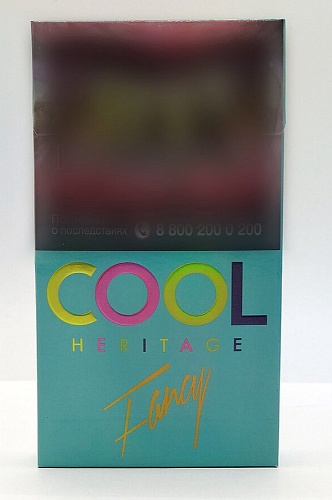 о последствиях 8 800 200 0 200
COOL
HERITAGE
Fancy